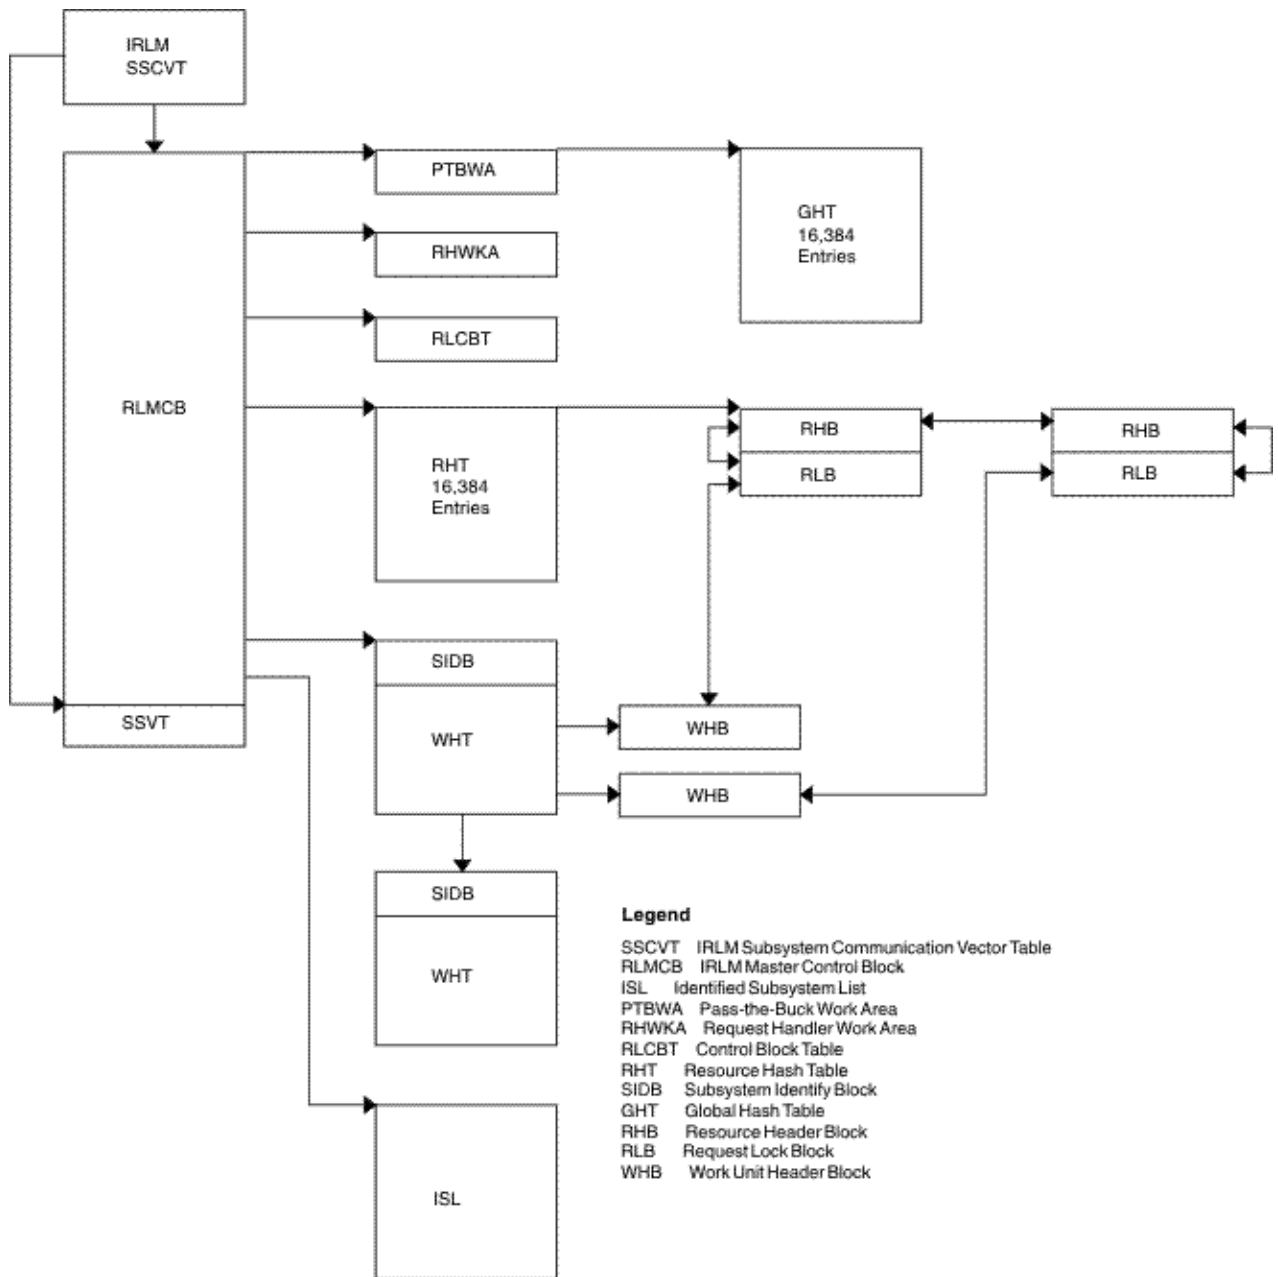 IRLM
SSCVT
PTBWA
GHT
16,384
Entries
RHWKA
RLCBT
RLMCB
RHB
RHB
RHT
16,384
Entries
RLB
RLB
SIDB
SSVT
WHT
WHB
WHB
SIDB
WHT
ISL
Legend
SSCVT IRLM Subsystem Communication Vector Table
RLMCB IRLM Master Control Block
ISL Identified Subsystem List
PTBWA Pass-the-Buck Work Area
RHWKA Request Handler Work Area
RLCBT Control Block Table
RHT Resource Hash Table
SIDB Subsystem Identify Block
GHT Global Hash Table
RHB Resource Header Block
RLB Request Lock Block
WHB Work Unit Header Block